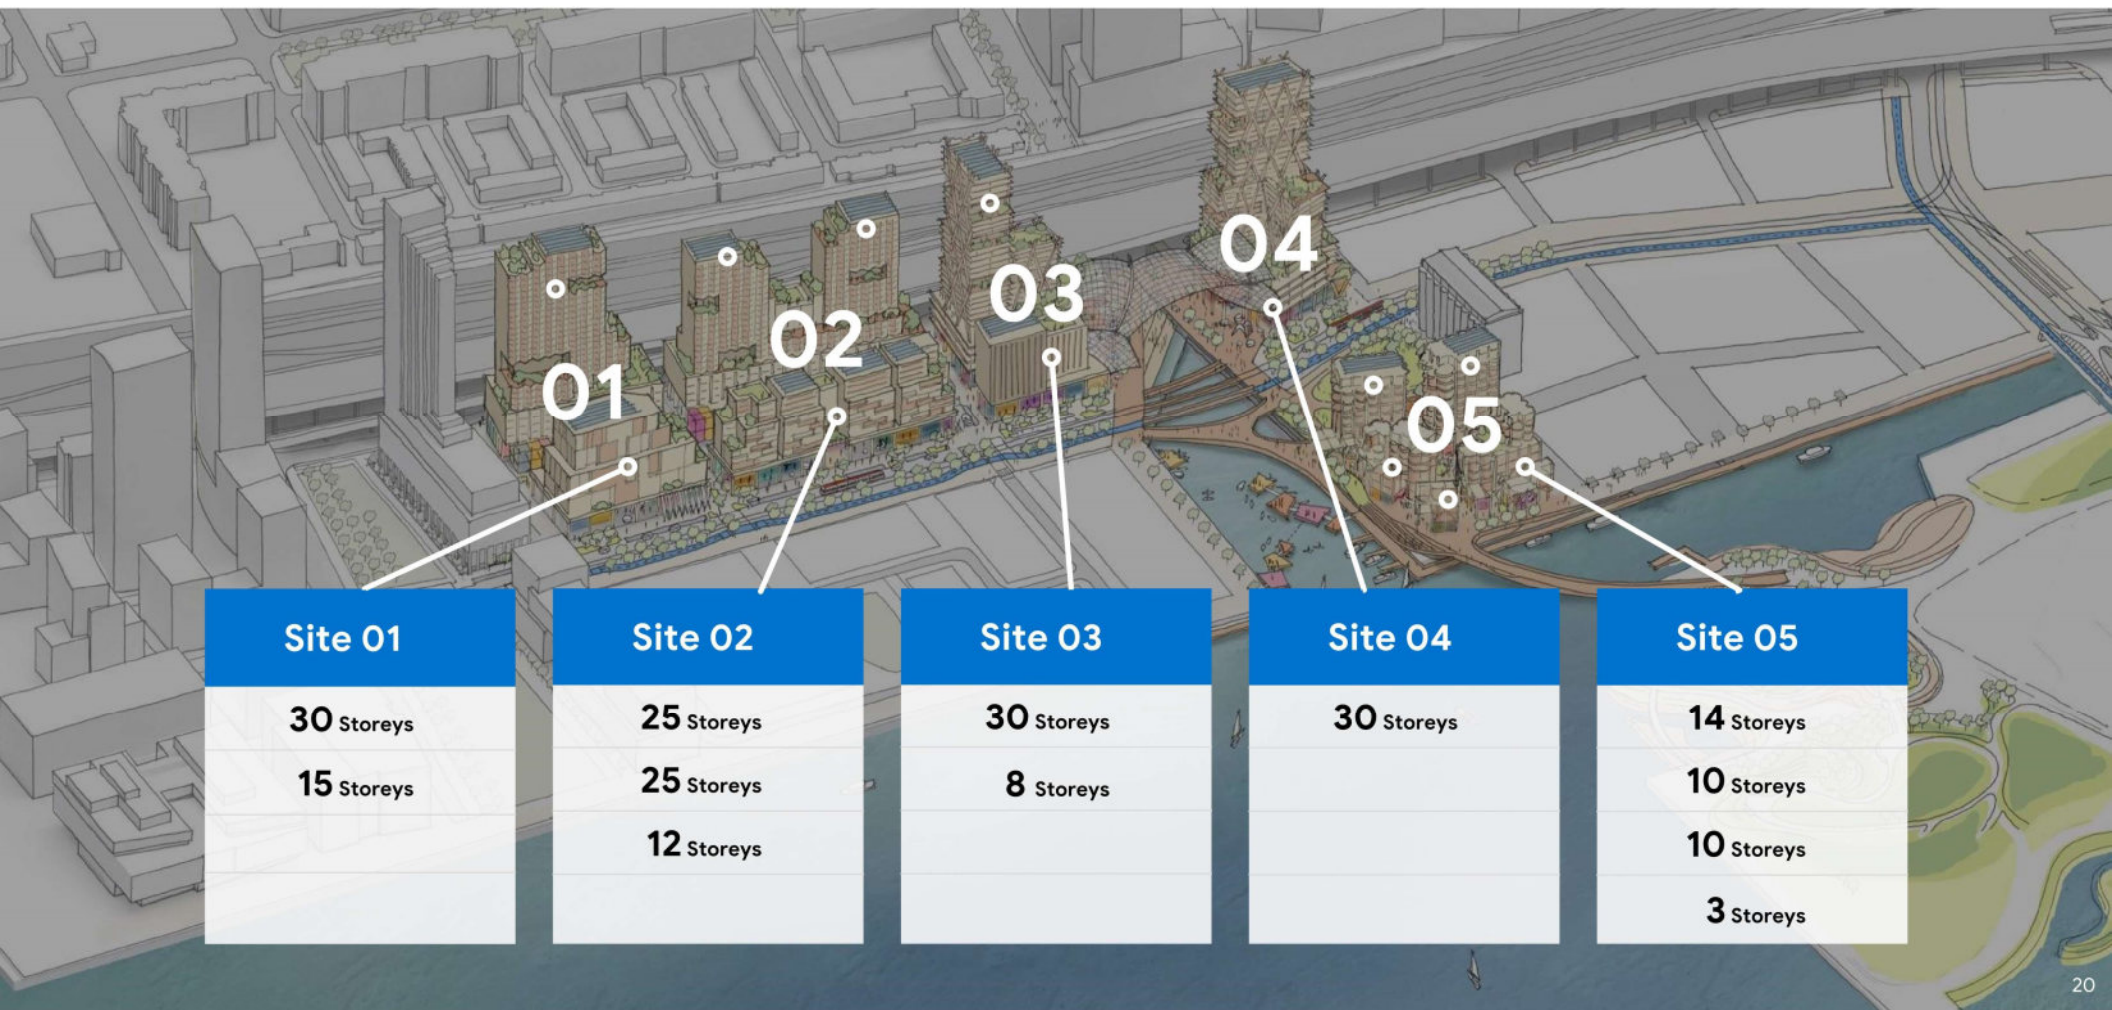 04
03
02
01
05
Site 01
30 Storeys
15 Storeys
Site 02
25 Storeys
25 Storeys
12 Storeys
Site 03
30 Storeys
8 Storeys
Site 04
30 Storeys
Site 05
14 Storeys
10 Storeys
10 Storeys
3 Storeys
20